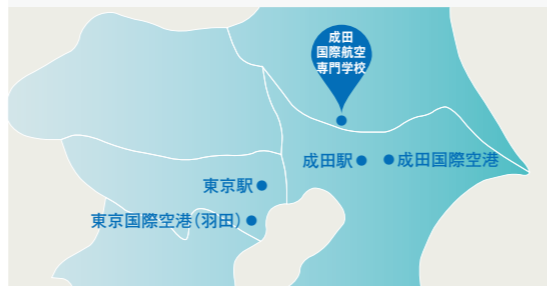 成田
国際航空
専門学校
成田駅
成田国際空港
東京駅
東京国際空港（羽田）